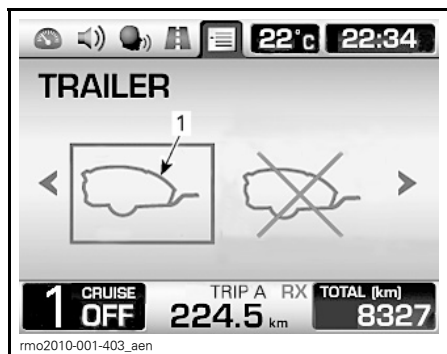 22°c 22:34
TRAILER
1
1 CRUISE OFF TRIP A RX 224.5 km TOTAL [km] 8327
rmo2010-001-403_aen